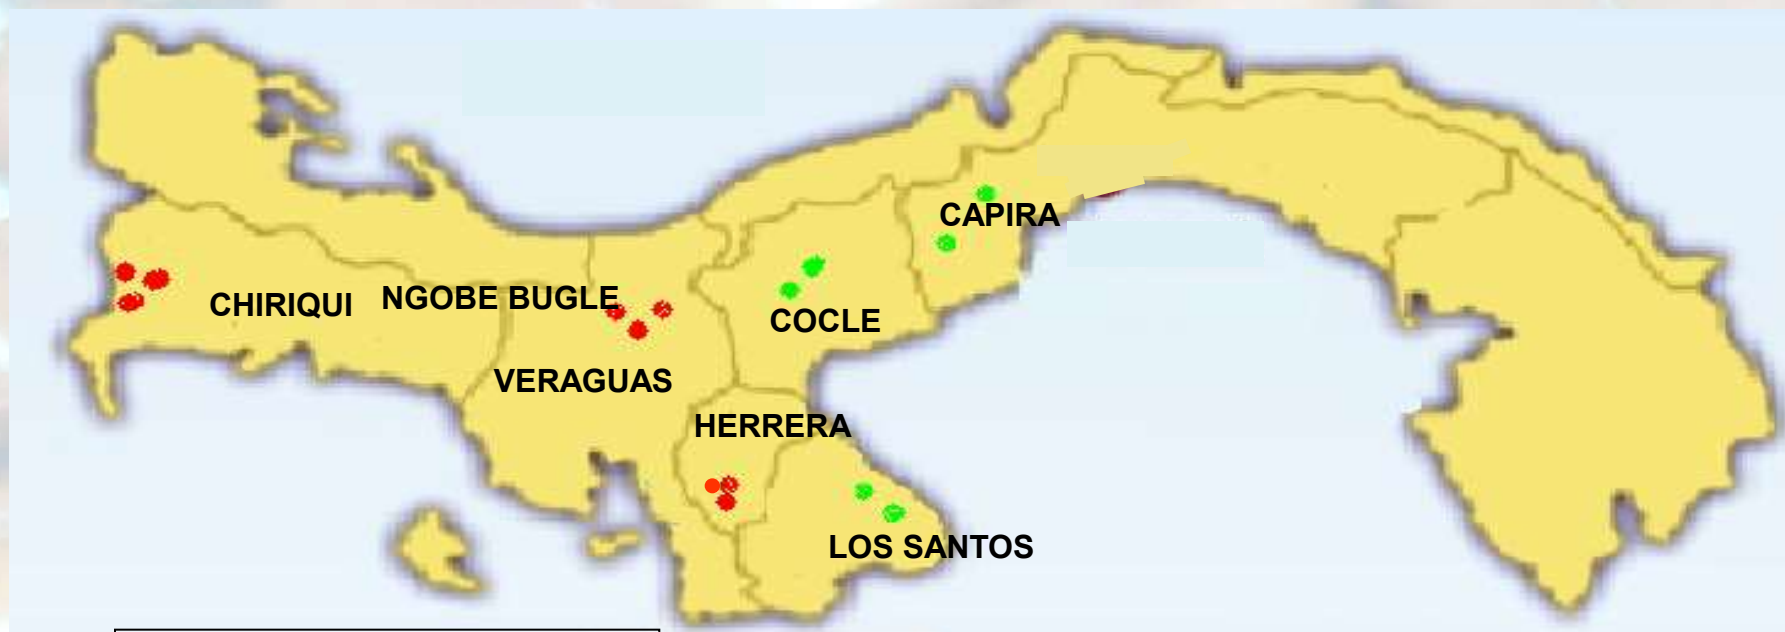 CAPIRA
NGOBE BUGLE
CHIRIQUI
COCLE
VERAGUAS
HERRERA
LOS SANTOS